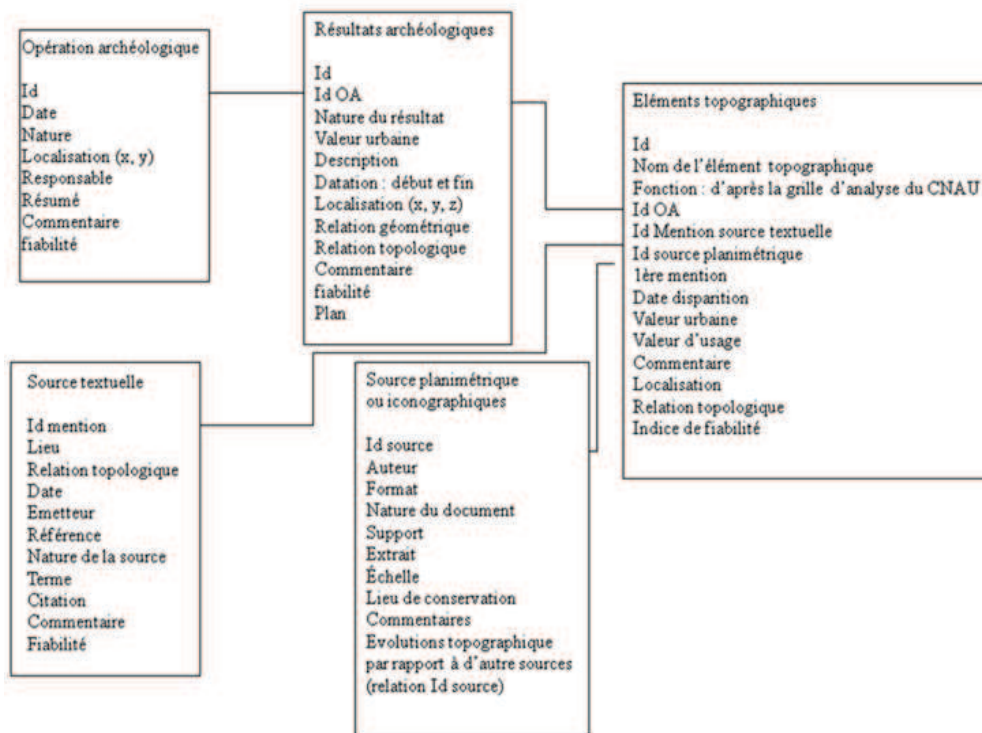 Opération archéologique
Id
Date
Nature
Localisation (x, y)
Responsable
Résumé
Commentaire
fiabilité
Résultats archéologiques
Id
Id OA
Nature du résultat
Valeur urbaine
Description
Datation : début et fin
Localisation (x, y, z)
Relation géométrique
Relation topologique
Commentaire
fiabilité
Plan
Eléments topographiques
Id
Nom de l'élément topographique
Fonction : d'après la grille d'analyse du CNAU
Id OA
Id Mention source textuelle
Id source planimétrique
1ère mention
Date disparition
Valeur urbaine
Valeur d'usage
Commentaire
Localisation
Relation topologique
Indice de fiabilité
Source textuelle
Id mention
Lieu
Relation topologique
Date
Emetteur
Référence
Nature de la source
Terme
Citation
Commentaire
Fiabilité
Source planimétrique
ou iconographiques
Id source
Auteur
Format
Nature du document
Support
Extrait
Échelle
Lieu de conservation
Commentaires
Evolutions topographique
par rapport à d'autre sources
(relation Id source)